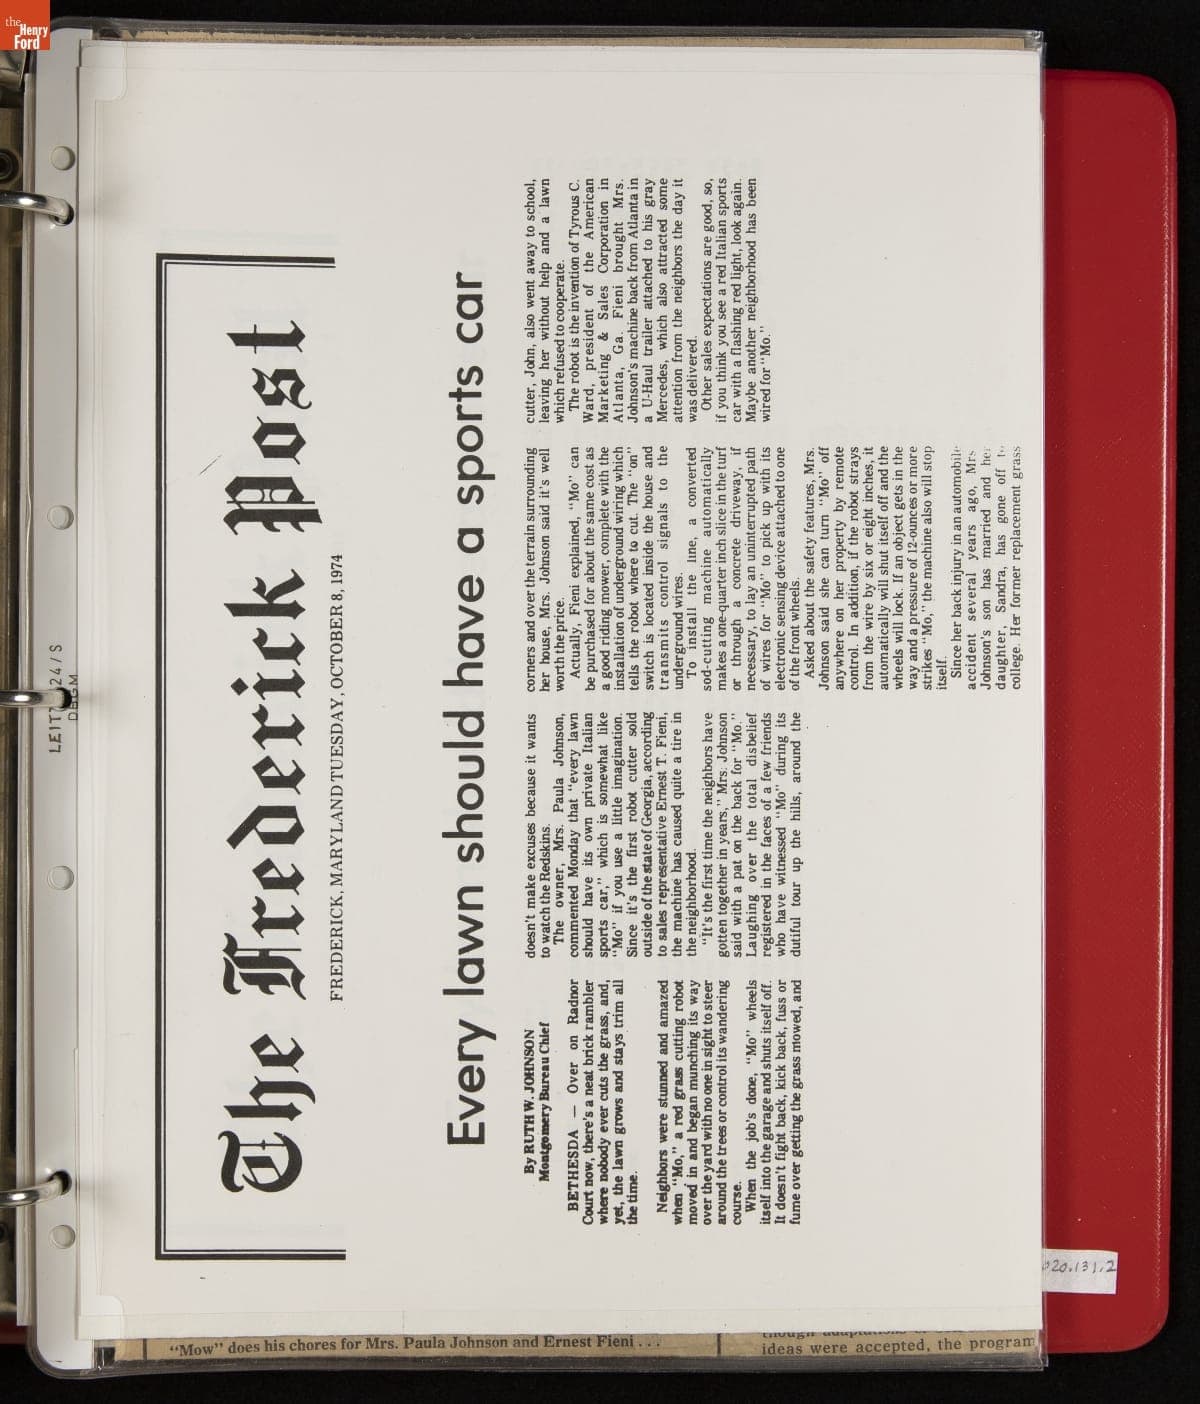 the
Henry
Ford
LEITZ
24/S
DBGM
The Frederick Post
FREDERICK, MARYLAND TUESDAY, OCTOBER 8, 1974
Every lawn should have a sports car
By RUTH W. JOHNSON
Montgomery Bureau Chief
BETHESDA — Over on Radnor
Court now, there's a neat brick rambler
where nobody ever cuts the grass, and,
yet, the lawn grows and stays trim all
the time.
Neighbors were stunned and amazed
when "Mo," a red grass cutting robot
moved in and began munching its way
over the yard with no one in sight to steer
around the trees or control its wandering
course.
When the job's done, "Mo" wheels
itself into the garage and shuts itself off.
It doesn't fight back, kick back, fuss or
fume over getting the grass mowed, and
doesn't make excuses because it wants
to watch the Redskins.
The owner, Mrs. Paula Johnson,
commented Monday that "every lawn
should have its own private Italian
sports car," which is somewhat like
"Mo" if you use a little imagination.
Since it's the first robot cutter sold
outside of the state of Georgia, according
to sales representative Ernest T. Fieni,
the machine has caused quite a tire in
the neighborhood.
"It's the first time the neighbors have
gotten together in years," Mrs. Johnson
said with a pat on the back for "Mo."
Laughing over the total disbelief
registered in the faces of a few friends
who have witnessed "Mo" during its
dutiful tour up the hills, around the
corners and over the terrain surrounding
her house, Mrs. Johnson said it's well
worth the price.
Actually, Fieni explained, "Mo" can
be purchased for about the same cost as
a good riding mower, complete with the
installation of underground wiring which
tells the robot where to cut. The "on"
switch is located inside the house and
transmits control signals to the
underground wires.
To install the line, a converted
sod-cutting machine automatically
makes a one-quarter inch slice in the turf
or through a concrete driveway, if
necessary, to lay an uninterrupted path
of wires for "Mo" to pick up with its
electronic sensing device attached to one
of the front wheels.
Asked about the safety features, Mrs.
Johnson said she can turn "Mo" off
anywhere on her property by remote
control. In addition, if the robot strays
from the wire by six or eight inches, it
automatically will shut itself off and the
wheels will lock. If an object gets in the
way and a pressure of 12-ounces or more
strikes "Mo," the machine also will stop
itself.
Since her back injury in an automobile
accident several years ago, Mrs
Johnson's son has married and her
daughter, Sandra, has gone off to
college. Her former replacement grass
cutter, John, also went away to school,
leaving her without help and a lawn
which refused to cooperate.
The robot is the invention of Tyrous C.
Ward, president of the American
Marketing & Sales Corporation in
Atlanta, Ga. Fieni brought Mrs.
Johnson's machine back from Atlanta in
a U-Haul trailer attached to his gray
Mercedes, which also attracted some
attention from the neighbors the day it
was delivered.
Other sales expectations are good, so,
if you think you see a red Italian sports
car with a flashing red light, look again.
Maybe another neighborhood has been
wired for "Mo."
020.131.2
"Mow" does his chores for Mrs. Paula Johnson and Ernest Fieni . . .
ideas were accepted, the program